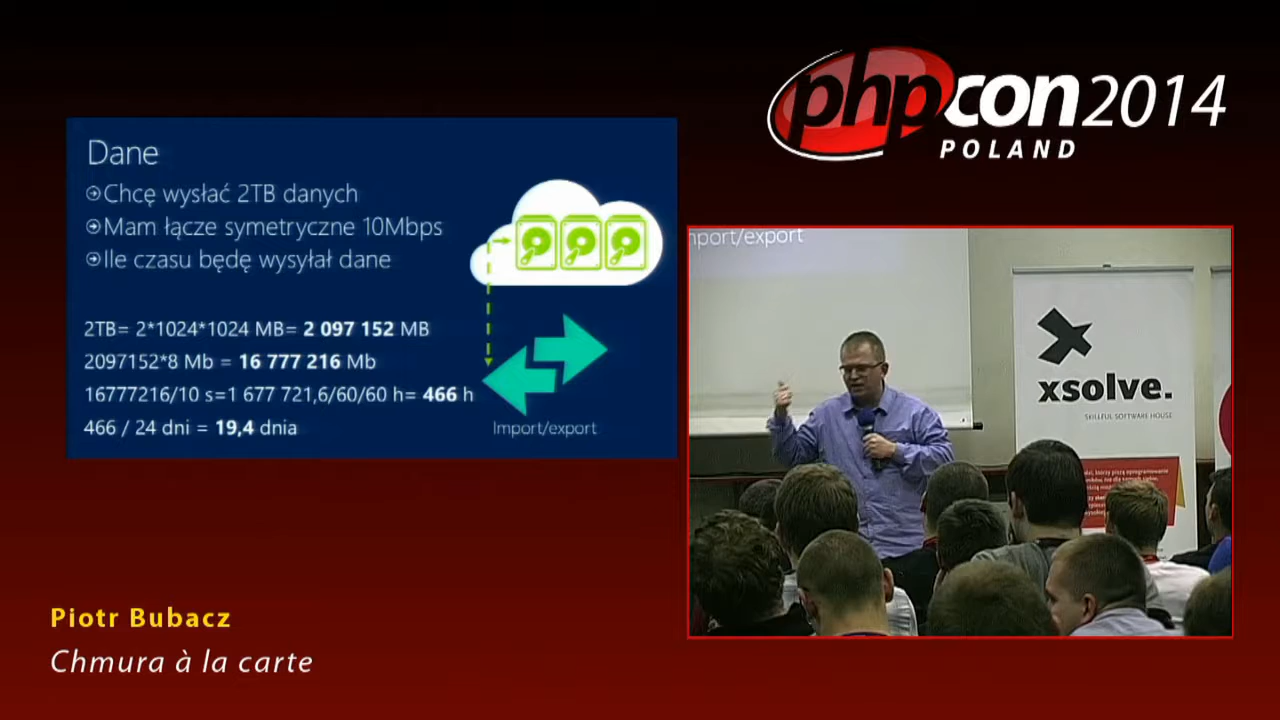 phpcon 2014
POLAND
Dane
Chcę wysłać 2TB danych
Mam łącze symetryczne 10Mbps
Ile czasu będę wysyłał dane
2TB= 2*1024*1024 MB= 2 097 152 MB
2097152*8 Mb = 16 777 216 Mb
16777216/10 s=1 677 721,6/60/60 h= 466 h
466 / 24 dni = 19,4 dnia
Import/export
mport/export
xsolve.
SKILLFUL SOFTWARE HOUSE
Piotr Bubacz
Chmura à la carte